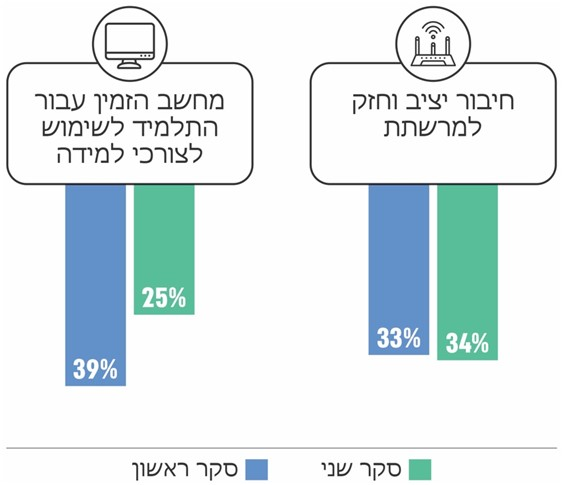 חיבור יציב וחזק
למרשתת
מחשב הזמין עבור
התלמיד לשימוש
לצורכי למידה
33%
34%
39%
25%
סקר ראשון
סקר שני